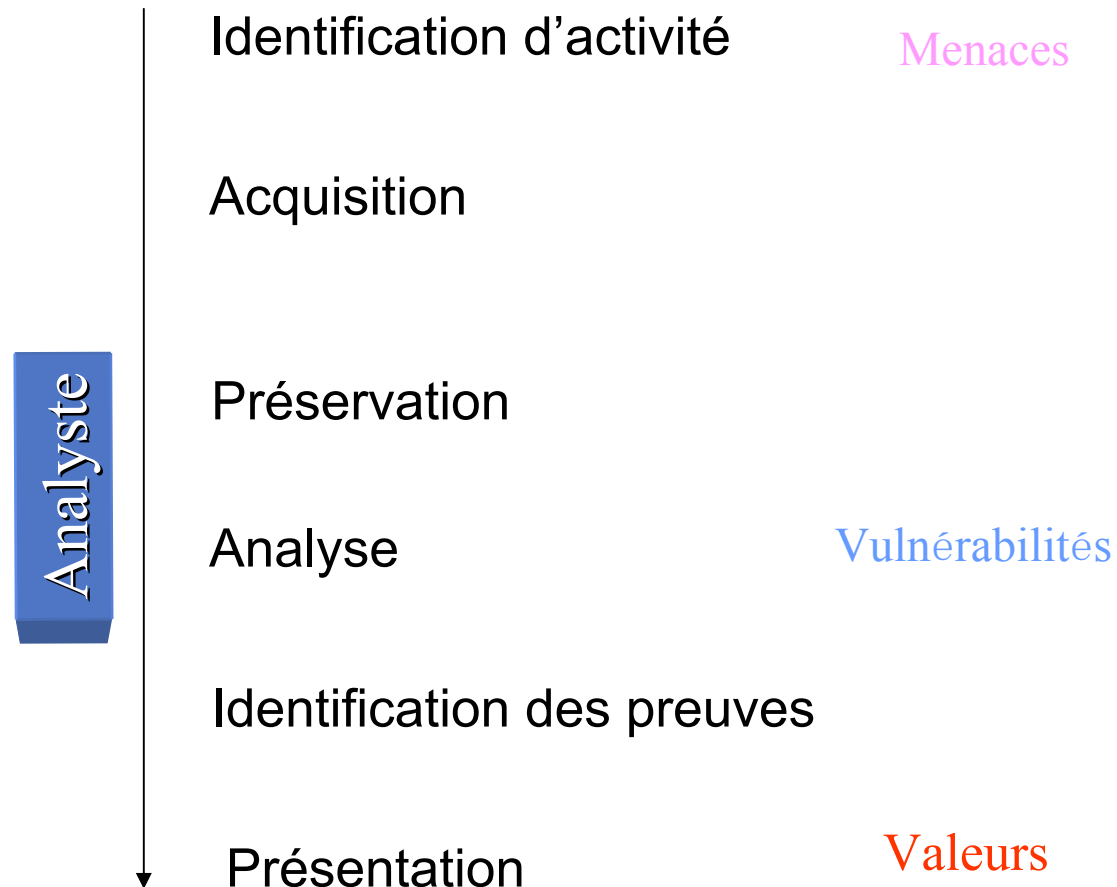 Identification d’activité
Menaces
Acquisition
Préservation
Analyste
Analyse
Vulnérabilités
Identification des preuves
Présentation
Valeurs